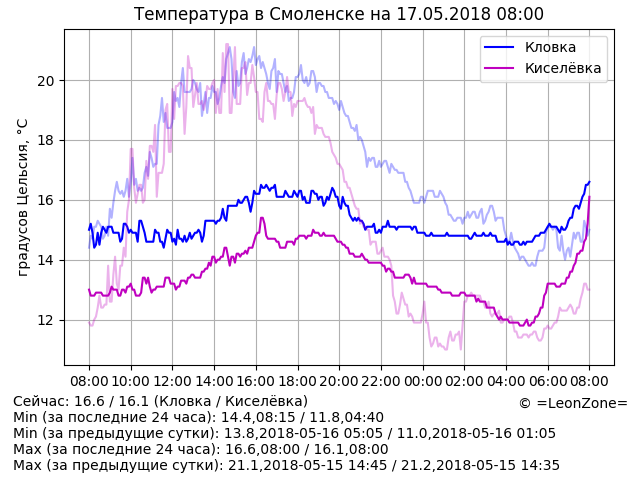 Температура в Смоленске на 17.05.2018 08:00
Кловка
Киселёвка
градусов Цельсия, °C
20
18
16
14
12
08:00 10:00 12:00 14:00 16:00 18:00 20:00 22:00 00:00 02:00 04:00 06:00 08:00
Сейчас: 16.6 / 16.1 (Кловка / Киселёвка)
© =LeonZone=
Min (за последние 24 часа): 14.4,08:15 / 11.8,04:40
Min (за предыдущие сутки): 13.8,2018-05-16 05:05 / 11.0,2018-05-16 01:05
Max (за последние 24 часа): 16.6,08:00 / 16.1,08:00
Max (за предыдущие сутки): 21.1,2018-05-15 14:45 / 21.2,2018-05-15 14:35